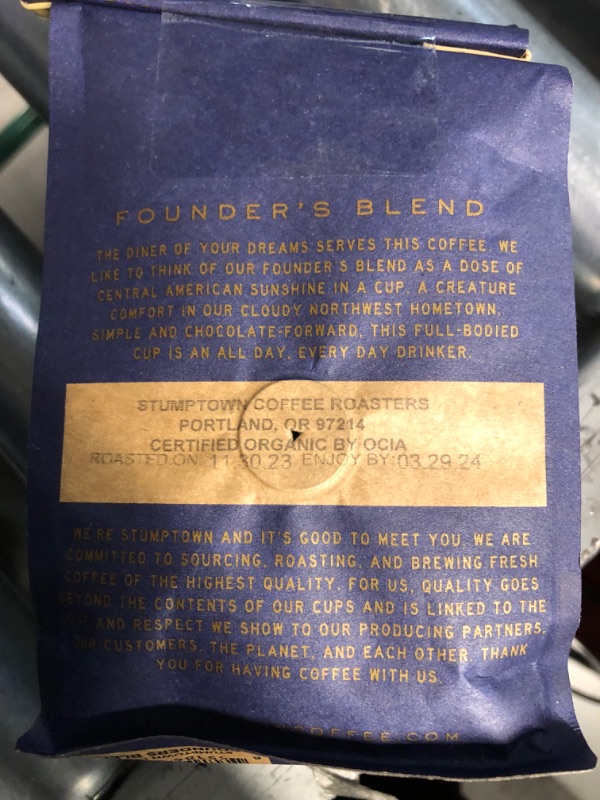 FOUNDER'S BLEND
THE DINER OF YOUR DREAMS SERVES THIS COFFEE. WE
LIKE TO THINK OF OUR FOUNDER'S BLEND AS A DOSE OF
CENTRAL AMERICAN SUNSHINE IN A CUP, A CREATURE
COMFORT IN OUR CLOUDY NORTHWEST HOMETOWN.
SIMPLE AND CHOCOLATE-FORWARD, THIS FULL-BODIED
CUP IS AN ALL DAY, EVERY DAY DRINKER.
STUMPTOWN COFFEE ROASTERS
PORTLAND, OR 97214
CERTIFIED ORGANIC BY OCIA
ROASTED ON: 11.30.23 ENJOY BY:03.29.24
WE'RE STUMPTOWN AND IT'S GOOD TO MEET YOU. WE ARE
COMMITTED TO SOURCING, ROASTING, AND BREWING FRESH
COFFEE OF THE HIGHEST QUALITY. FOR US, QUALITY GOES
BEYOND THE CONTENTS OF OUR CUPS AND IS LINKED TO THE
LOVE AND RESPECT WE SHOW TO OUR PRODUCING PARTNERS,
OUR CUSTOMERS, THE PLANET, AND EACH OTHER. THANK
YOU FOR HAVING COFFEE WITH US.
NCOFFEE.COM